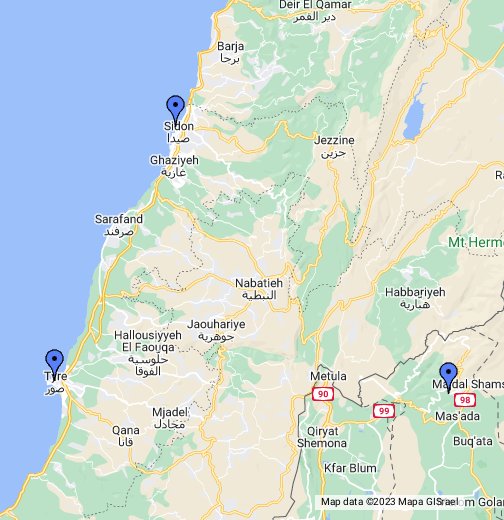 Deir El Qamar
دير القمر
Barja
برجا
Sidon
صيدا
Jezzine
جزين
Ghaziyeh
غازية
Sarafand
صرفند
Mt Herm
Nabatieh
النبطية
Habbariyeh
هبارية
Jaouhariye
جوهرية
Hallousiyyeh
El Faouqa
حلوسية
الفوقا
Tyre
صور
Metula
Majdal Shams
90
98
99
Mjadel
مجادل
Mas'ada
Qana
قانا
Qiryat
Shemona
Buq'ata
Kfar Blum
Map data ©2023 Mapa GISrael
om Golan